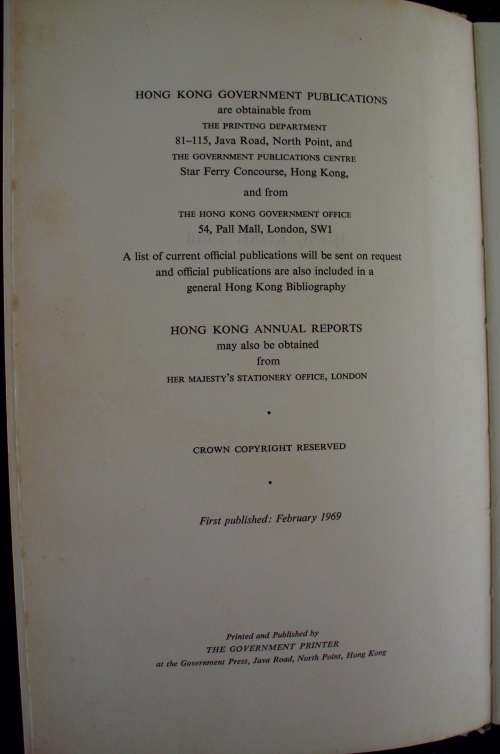 HONG KONG GOVERNMENT PUBLICATIONS
are obtainable from
THE PRINTING DEPARTMENT
81–115, Java Road, North Point, and
THE GOVERNMENT PUBLICATIONS CENTRE
Star Ferry Concourse, Hong Kong,
and from
THE HONG KONG GOVERNMENT OFFICE
54, Pall Mall, London, SW1
A list of current official publications will be sent on request
and official publications are also included in a
general Hong Kong Bibliography
HONG KONG ANNUAL REPORTS
may also be obtained
from
HER MAJESTY'S STATIONERY OFFICE, LONDON
CROWN COPYRIGHT RESERVED
First published: February 1969
Printed and Published by
THE GOVERNMENT PRINTER
at the Government Press, Java Road, North Point, Hong Kong